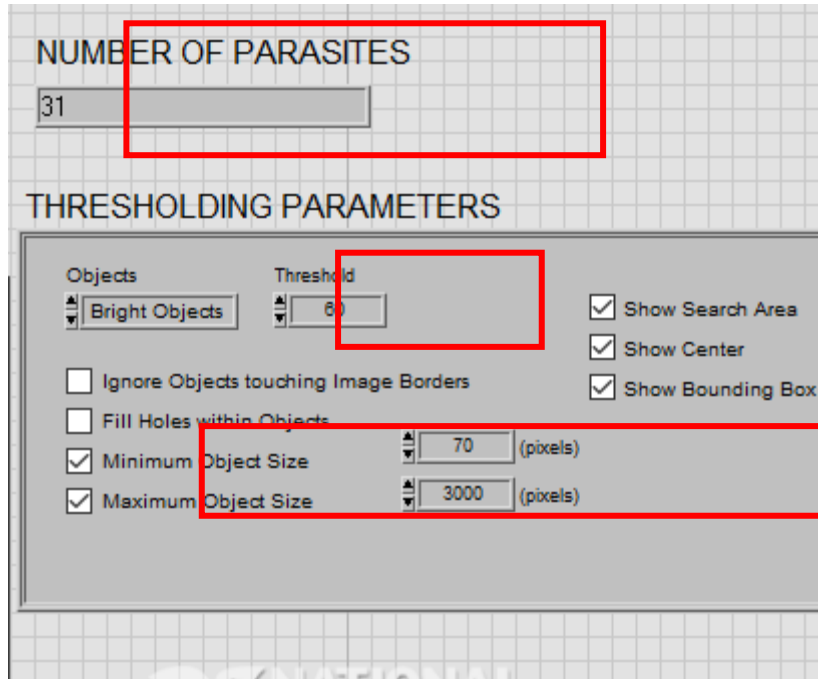 NUMBER OF PARASITES
31
THRESHOLDING PARAMETERS
Objects Threshold
Bright Objects 60 Show Search Area
Show Center
Ignore Objects touching Image Borders Show Bounding Box
Fill Holes within Objects
Minimum Object Size 70 (pixels)
Maximum Object Size 3000 (pixels)
NATIONAL